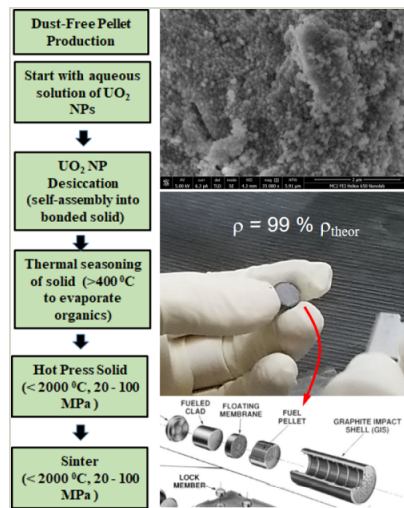 Dust-Free Pellet
Production
Start with aqueous
solution of UO2
NPs
UO2 NP
Desiccation
(self-assembly into
bonded solid)
Thermal seasoning
of solid (>400 ⁰C
to evaporate
organics)
Hot Press Solid
(< 2000 ⁰C, 20 - 100
MPa )
Sinter
(< 2000 ⁰C, 20 - 100
MPa )
2 µm
ρ = 99 % ρtheor
FUELED
CLAD
FLOATING
MEMBRANE
FUEL
PELLET
GRAPHITE IMPACT
SHELL (GIS)
LOCK
MEMBER